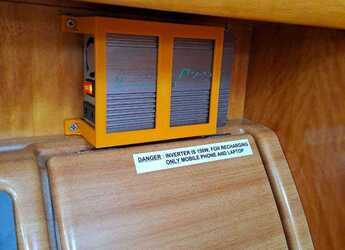 DANGER : INVERTER IS 150W, FOR RECHARGING
ONLY MOBILE PHONE AND LAPTOP